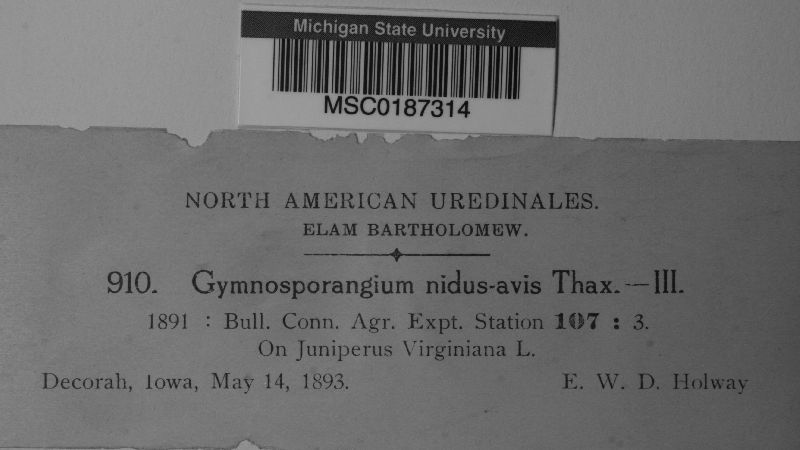 Michigan State University
MSC0187314
NORTH AMERICAN UREDINALES.
ELAM BARTHOLOMEW.
910. Gymnosporangium nidus-avis Thax.—III.
1891 : Bull. Conn. Agr. Expt. Station 107 : 3.
On Juniperus Virginiana L.
Decorah, Iowa, May 14, 1893. E. W. D. Holway